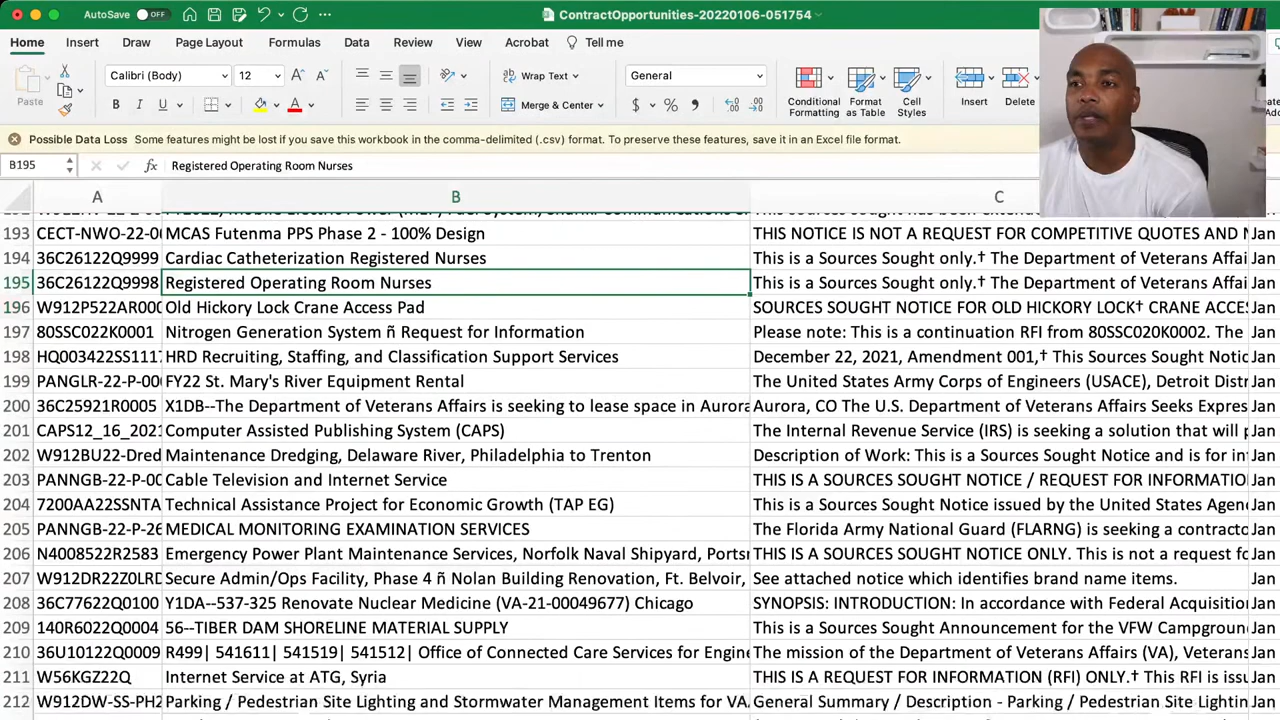 AutoSave OFF ContractOpportunities-20220106-051754
Home Insert Draw Page Layout Formulas Data Review View Acrobat Tell me
Paste Calibri (Body) 12 Wrap Text General Conditional Formatting Format as Table Cell Styles Insert Delete
B I U A Merge & Center $ %
Possible Data Loss Some features might be lost if you save this workbook in the comma-delimited (.csv) format. To preserve these features, save it in an Excel file format.
B195 fx Registered Operating Room Nurses
A B C
193 CECT-NWO-22-0 MCAS Futenma PPS Phase 2 - 100% Design THIS NOTICE IS NOT A REQUEST FOR COMPETITIVE QUOTES AND Jan
194 36C26122Q9999 Cardiac Catheterization Registered Nurses This is a Sources Sought only.† The Department of Veterans Affai Jan
195 36C26122Q9998 Registered Operating Room Nurses This is a Sources Sought only.† The Department of Veterans Affai Jan
196 W912P522AR00 Old Hickory Lock Crane Access Pad SOURCES SOUGHT NOTICE FOR OLD HICKORY LOCK† CRANE ACCES Jan
197 80SSC022K0001 Nitrogen Generation System ñ Request for Information Please note: This is a continuation RFI from 80SSC020K0002. The Jan
198 HQ003422SS1117 HRD Recruiting, Staffing, and Classification Support Services December 22, 2021, Amendment 001,† This Sources Sought Notic Jan
199 PANGLR-22-P-00 FY22 St. Mary's River Equipment Rental The United States Army Corps of Engineers (USACE), Detroit Distr Jan
200 36C25921R0005 X1DB--The Department of Veterans Affairs is seeking to lease space in Aurora Aurora, CO The U.S. Department of Veterans Affairs Seeks Expres Jan
201 CAPS12_16_2021 Computer Assisted Publishing System (CAPS) The Internal Revenue Service (IRS) is seeking a solution that will Jan
202 W912BU22-Dred Maintenance Dredging, Delaware River, Philadelphia to Trenton Description of Work: This is a Sources Sought Notice and is for in Jan
203 PANNGB-22-P-00 Cable Television and Internet Service THIS IS A SOURCES SOUGHT NOTICE / REQUEST FOR INFORMATIO Jan
204 7200AA22SSNTA Technical Assistance Project for Economic Growth (TAP EG) This is a Sources Sought Notice issued by the United States Agen Jan
205 PANNGB-22-P-26 MEDICAL MONITORING EXAMINATION SERVICES The Florida Army National Guard (FLARNG) is seeking a contracto Jan
206 N4008522R2583 Emergency Power Plant Maintenance Services, Norfolk Naval Shipyard, Ports THIS IS A SOURCES SOUGHT NOTICE ONLY. This is not a request fo Jan
207 W912DR22Z0LRD Secure Admin/Ops Facility, Phase 4 ñ Nolan Building Renovation, Ft. Belvoir, See attached notice which identifies brand name items. Jan
208 36C77622Q0100 Y1DA--537-325 Renovate Nuclear Medicine (VA-21-00049677) Chicago SYNOPSIS: INTRODUCTION: In accordance with Federal Acquisition Jan
209 140R6022Q0004 56--TIBER DAM SHORELINE MATERIAL SUPPLY This is a Sources Sought Announcement for the VFW Campgroun Jan
210 36U10122Q0009 R499| 541611| 541519| 541512| Office of Connected Care Services for Engine The mission of the Department of Veterans Affairs (VA), Veterans Jan
211 W56KGZ22Q Internet Service at ATG, Syria THIS IS A REQUEST FOR INFORMATION (RFI) ONLY.† This RFI is issu Jan
212 W912DW-SS-PH2 Parking / Pedestrian Site Lighting and Stormwater Management Items for VA General Summary / Description - Parking / Pedestrian Site Lightin Jan